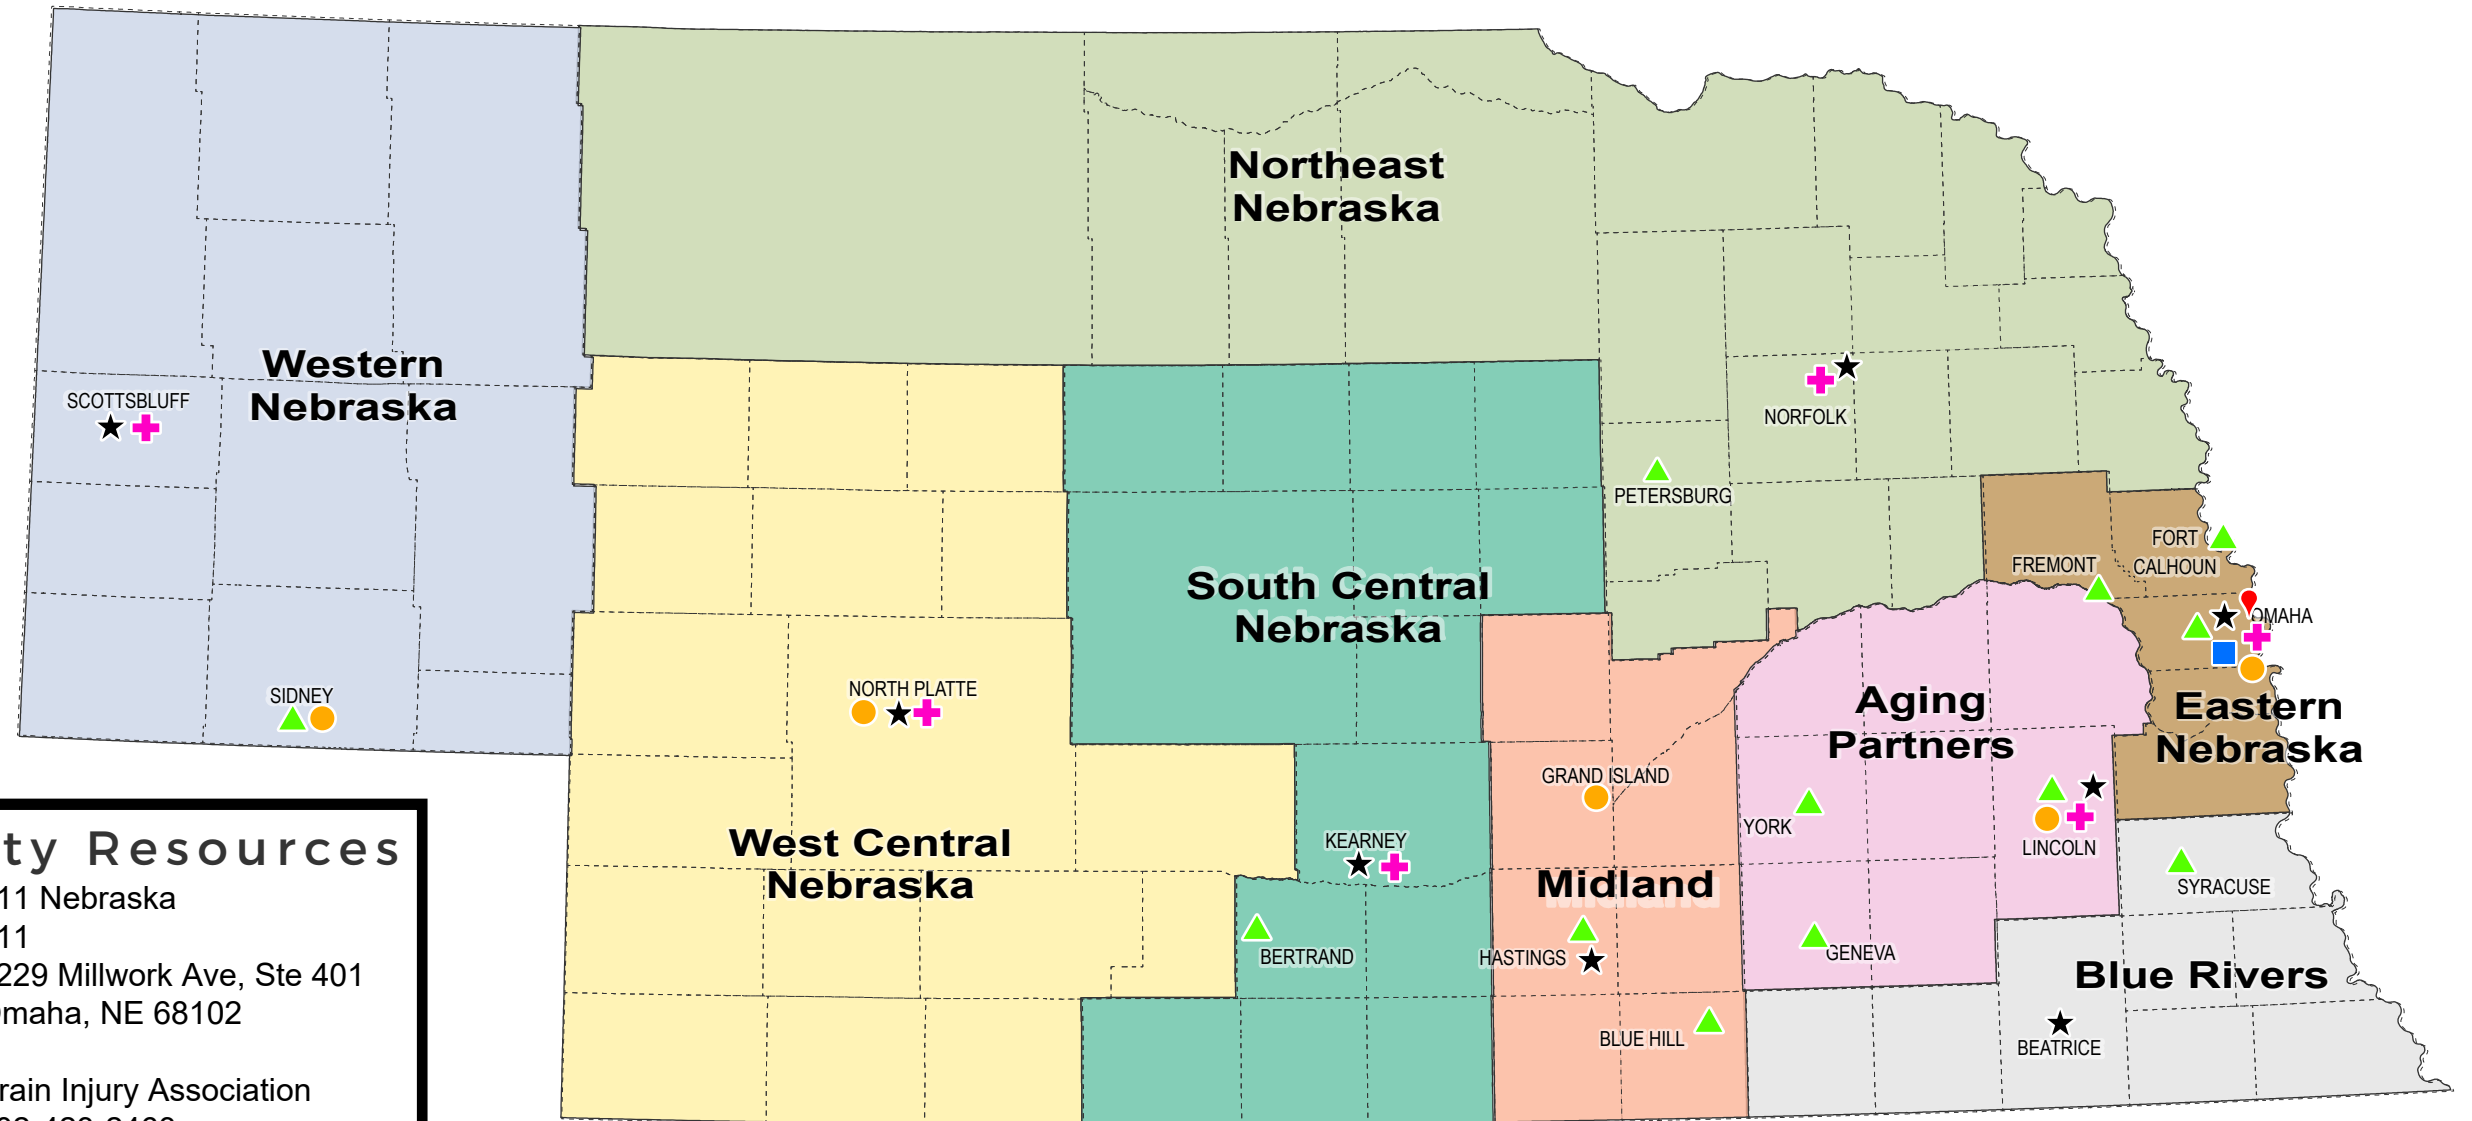 Northeast
Nebraska
Western
Nebraska
SCOTTSBLUFF
NORFOLK
PETERSBURG
FORT
CALHOUN
FREMONT
South Central
Nebraska
OMAHA
SIDNEY
NORTH PLATTE
Aging
Partners
Eastern
Nebraska
GRAND ISLAND
YORK
LINCOLN
West Central
Nebraska
KEARNEY
Midland
SYRUCUSE
BERTRAND
HASTINGS
GENEVA
Blue Rivers
BLUE HILL
BEATRICE
ty Resources
11 Nebraska
11
229 Millwork Ave, Ste 401
maha, NE 68102
rain Injury Association